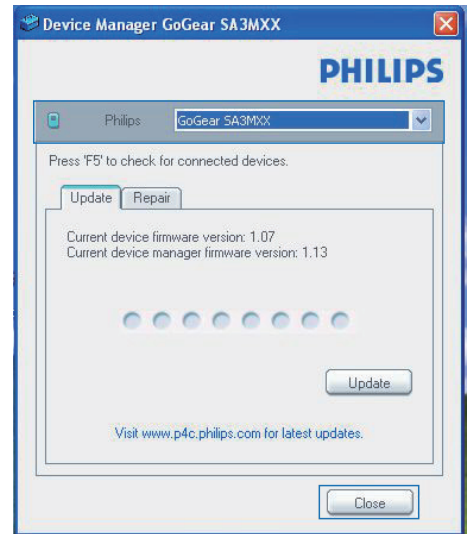 Device Manager GoGear SA3MXX
PHILIPS
Philips GoGear SA3MXX
Press 'F5' to check for connected devices.
Update Repair
Current device firmware version: 1.07
Current device manager firmware version: 1.13
Update
Visit www.p4c.philips.com for latest updates.
Close